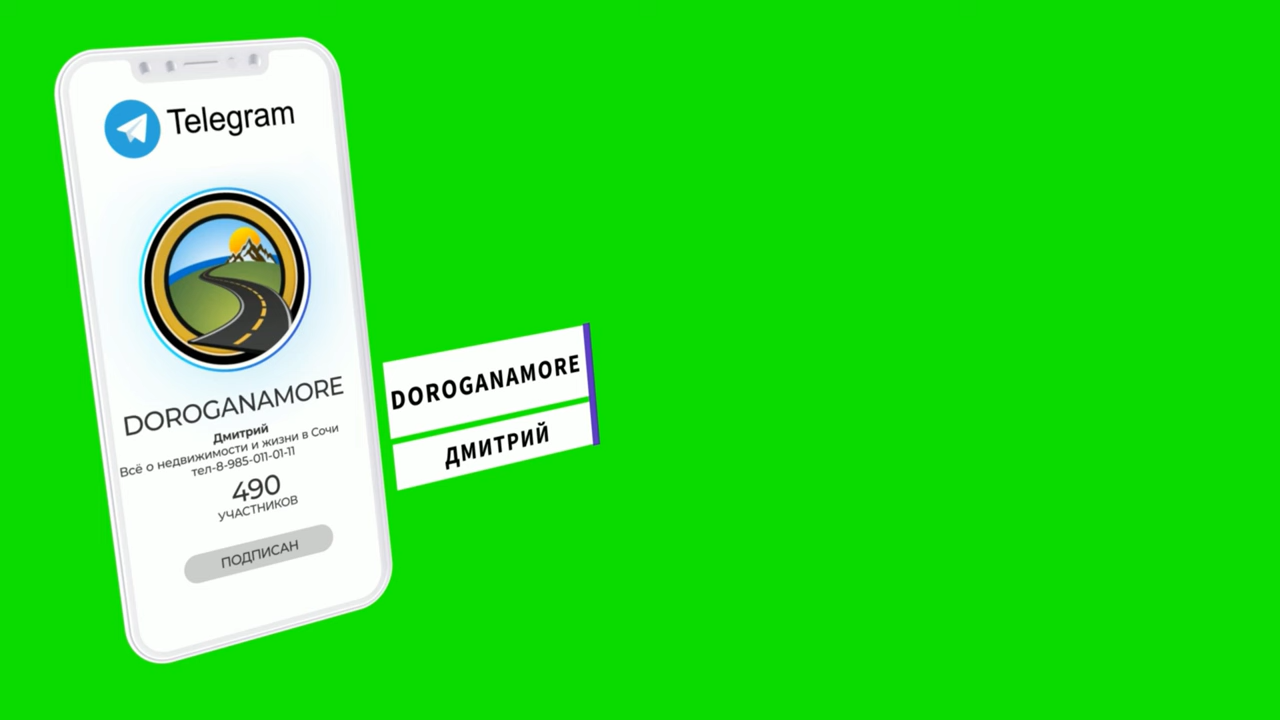 Telegram
DOROGANAMORE
Дмитрий
Всё о недвижимости и жизни в Сочи
тел-8-985-011-01-11
490
УЧАСТНИКОВ
ПОДПИСАН
DOROGANAMORE
ДМИТРИЙ